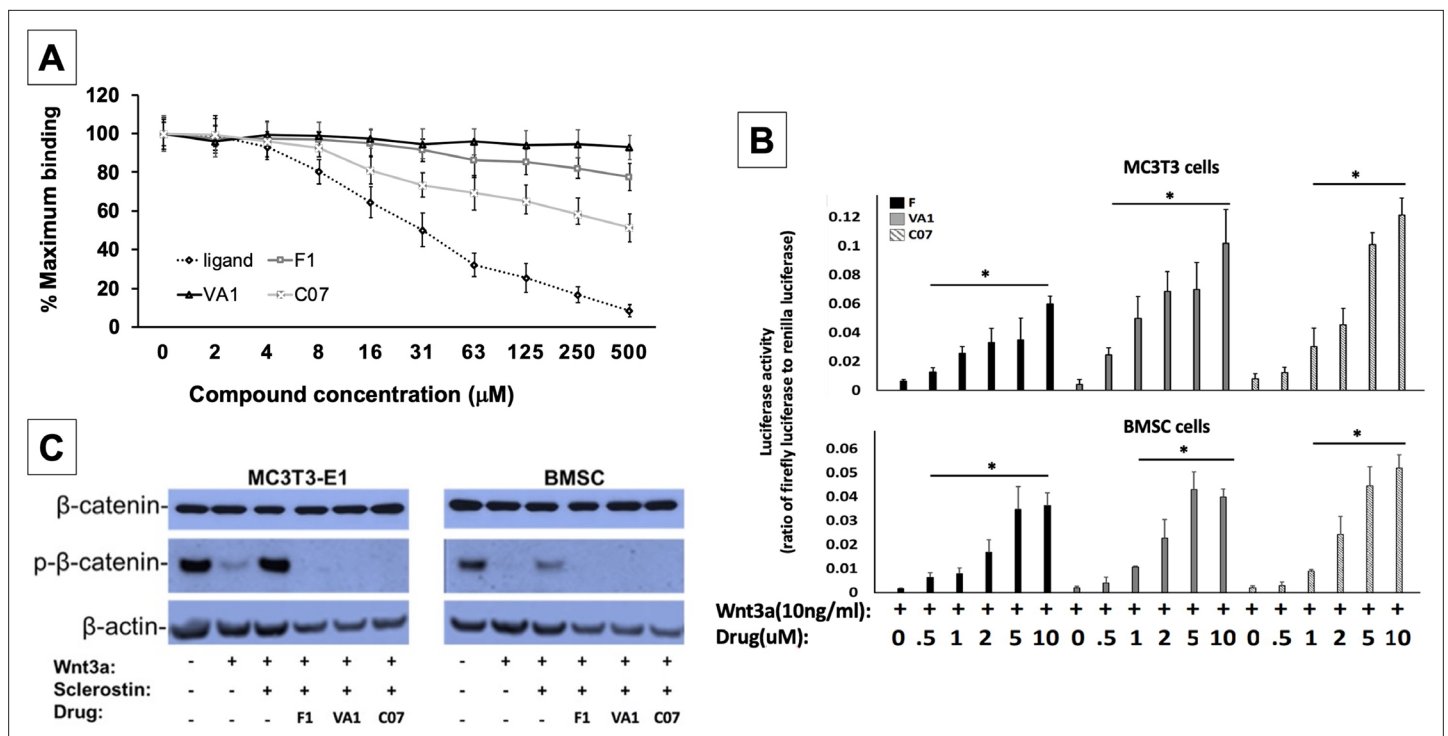 A
120
100
80
60
40
20
0
% Maximum binding
ligand F1
VA1 C07
0 2 4 8 16 31 63 125 250 500
Compound concentration (μM)
B
MC3T3 cells
F
VA1
C07
* * *
0.12
0.1
0.08
0.06
0.04
0.02
0
Luciferase activity
(ratio of firefly luciferase to renilla luciferase)
BMSC cells
* * *
0.06
0.05
0.04
0.03
0.02
0.01
0
Wnt3a(10ng/ml): + + + + + + + + + + + + + + + + + +
Drug(uM): 0 .5 1 2 5 10 0 .5 1 2 5 10 0 .5 1 2 5 10
C
MC3T3-E1 BMSC
β-catenin-
p-β-catenin-
β-actin-
Wnt3a: - + + + + + - + + + + +
Sclerostin: - - + + + + - - + + + +
Drug: - - - F1 VA1 C07 - - - F1 VA1 C07